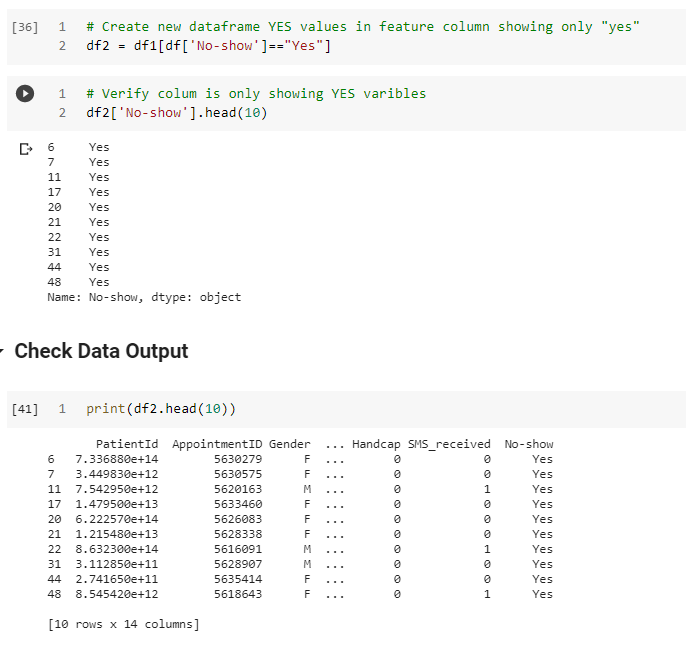 [36] 1 # Create new dataframe YES values in feature column showing only "yes"
2 df2 = df1[df['No-show']=="Yes"]
1 # Verify colum is only showing YES varibles
2 df2['No-show'].head(10)
6 Yes
7 Yes
11 Yes
17 Yes
20 Yes
21 Yes
22 Yes
31 Yes
44 Yes
48 Yes
Name: No-show, dtype: object
Check Data Output
[41] 1 print(df2.head(10))
PatientId AppointmentID Gender ... Handcap SMS_received No-show
6 7.336880e+14 5630279 F ... 0 0 Yes
7 3.449830e+12 5630575 F ... 0 0 Yes
11 7.542950e+12 5620163 M ... 0 1 Yes
17 1.479500e+13 5633460 F ... 0 0 Yes
20 6.222570e+14 5626083 F ... 0 0 Yes
21 1.215480e+13 5628338 F ... 0 0 Yes
22 8.632300e+14 5616091 M ... 0 1 Yes
31 3.112850e+11 5628907 M ... 0 0 Yes
44 2.741650e+11 5635414 F ... 0 0 Yes
48 8.545420e+12 5618643 F ... 0 1 Yes
[10 rows x 14 columns]